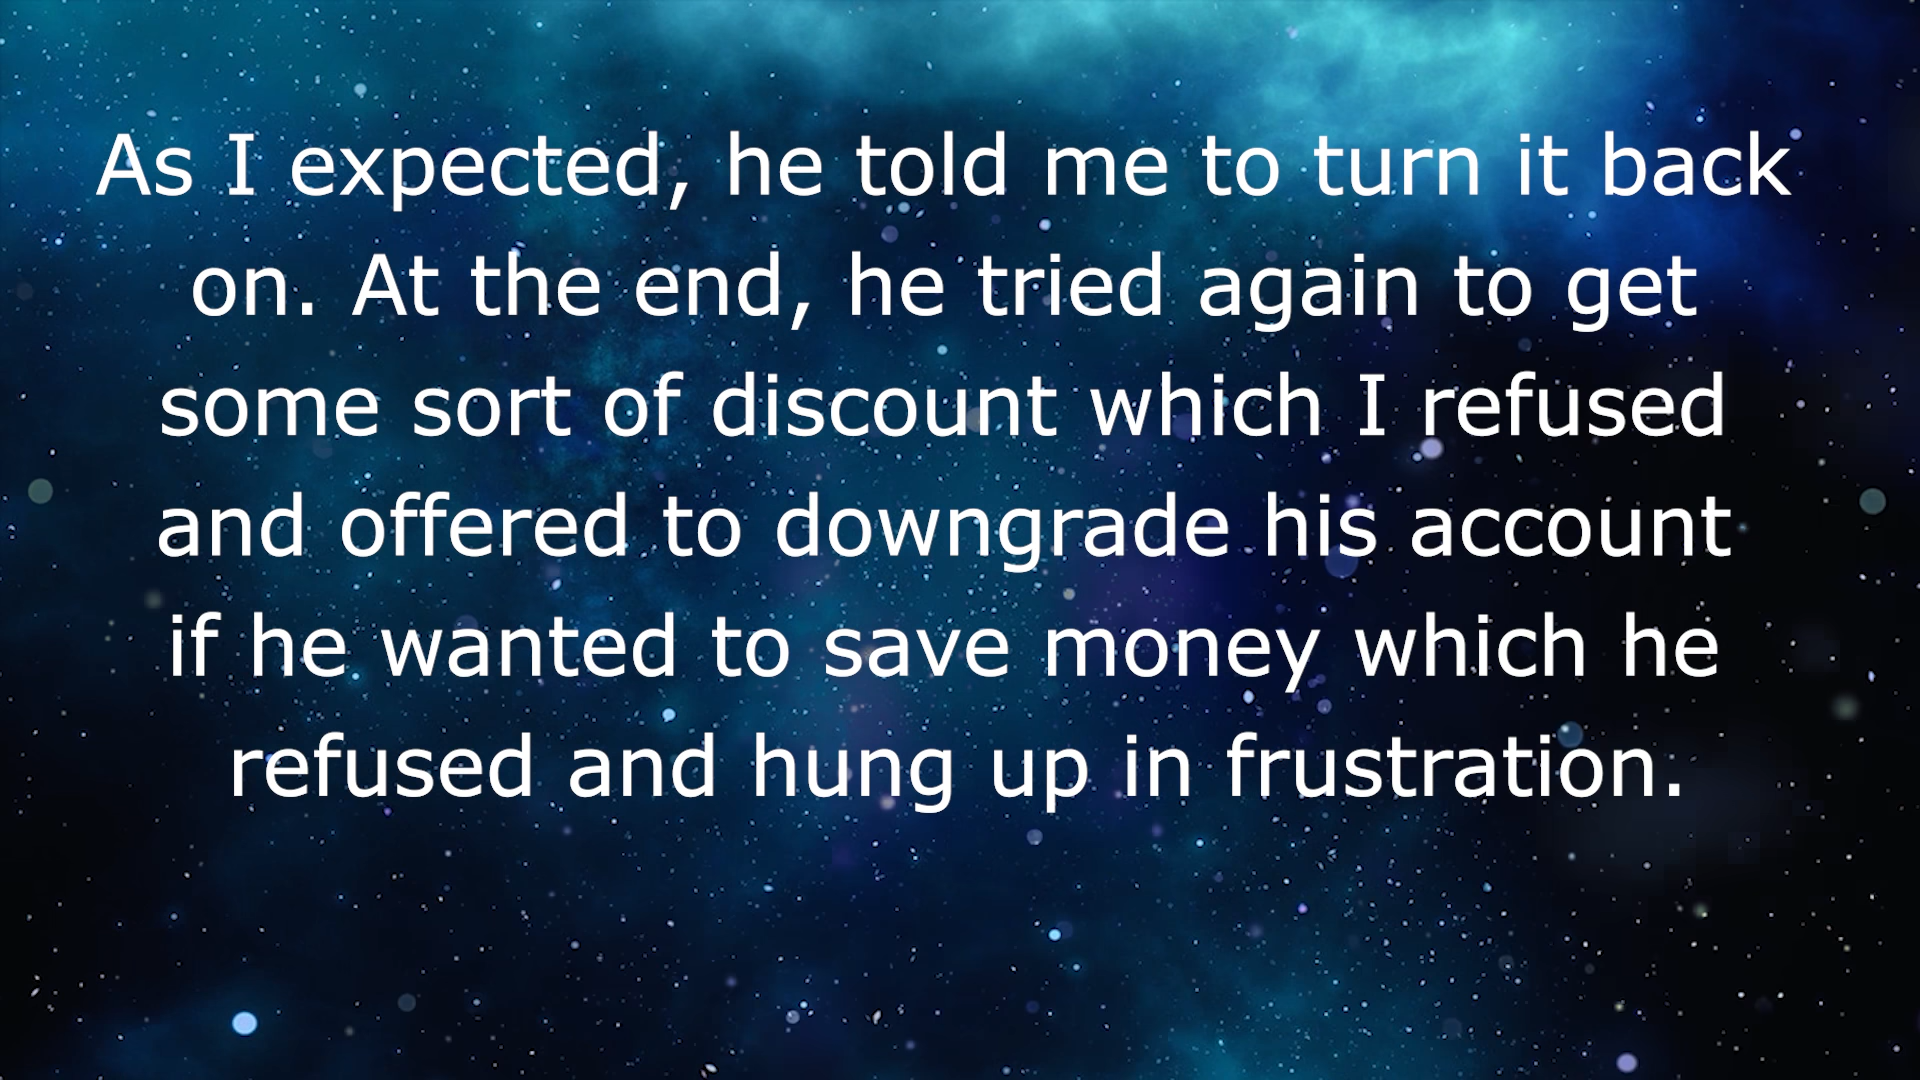 As I expected, he told me to turn it back
on. At the end, he tried again to get
some sort of discount which I refused
and offered to downgrade his account
if he wanted to save money which he
refused and hung up in frustration.